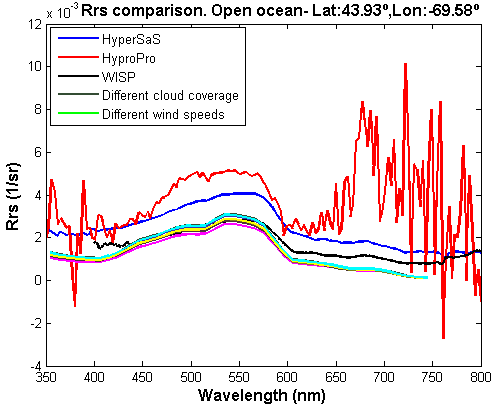 x 10⁻³
Rrs comparison. Open ocean- Lat:43.93º,Lon:-69.58º
12
10
8
6
4
2
0
-2
-4
Rrs (1/sr)
HyperSaS
HyproPro
WISP
Different cloud coverage
Different wind speeds
350 400 450 500 550 600 650 700 750 800
Wavelength (nm)